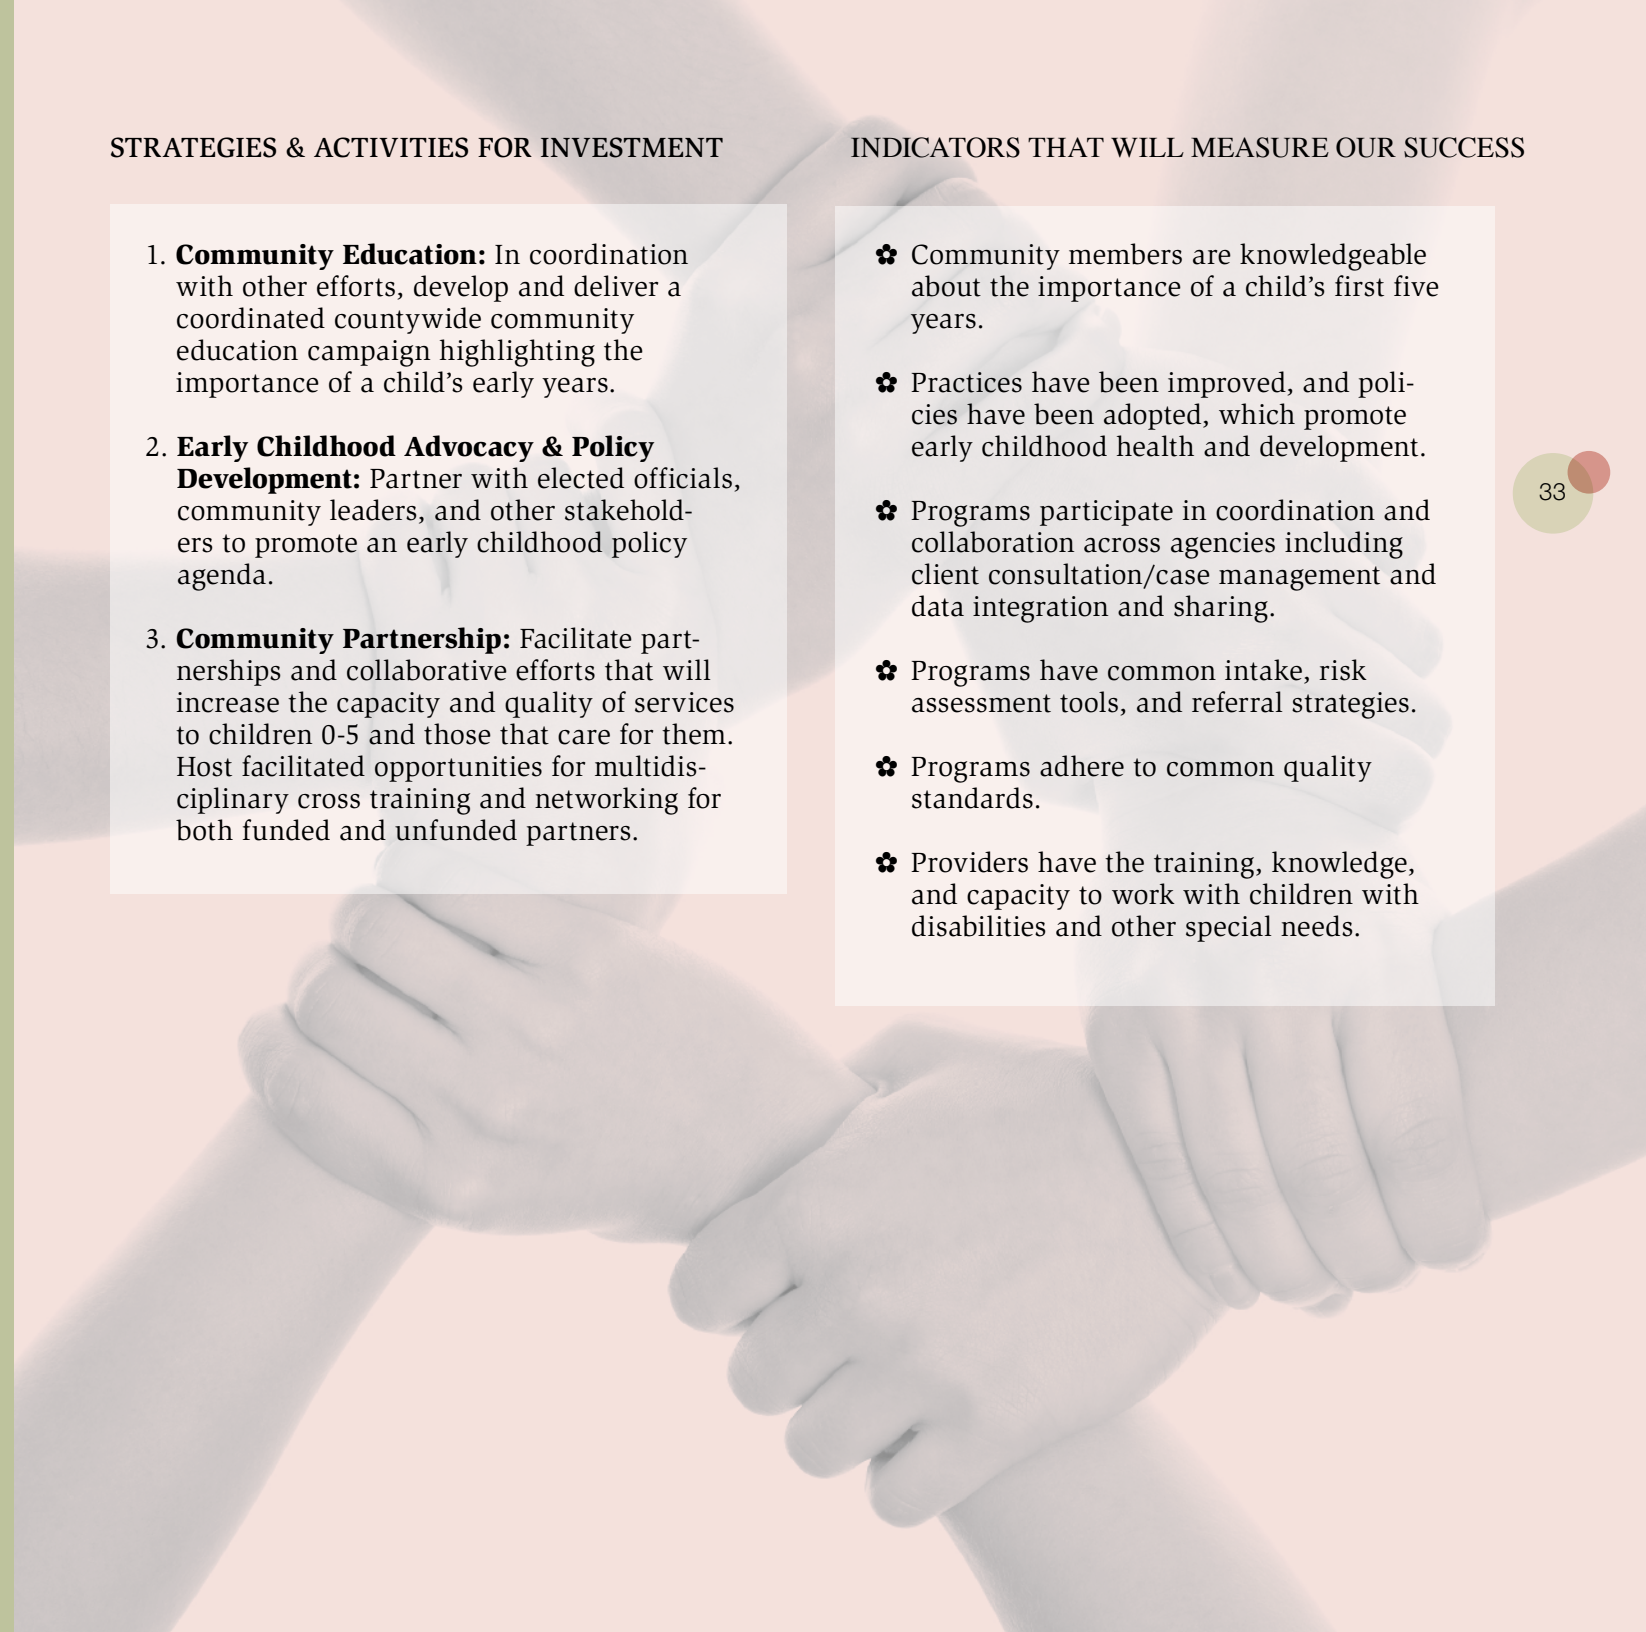 STRATEGIES & ACTIVITIES FOR INVESTMENT
1. Community Education: In coordination
with other efforts, develop and deliver a
coordinated countywide community
education campaign highlighting the
importance of a child’s early years.
2. Early Childhood Advocacy & Policy
Development: Partner with elected officials,
community leaders, and other stakehold-
ers to promote an early childhood policy
agenda.
3. Community Partnership: Facilitate part-
nerships and collaborative efforts that will
increase the capacity and quality of services
to children 0-5 and those that care for them.
Host facilitated opportunities for multidis-
ciplinary cross training and networking for
both funded and unfunded partners.
INDICATORS THAT WILL MEASURE OUR SUCCESS
✿ Community members are knowledgeable
about the importance of a child’s first five
years.
✿ Practices have been improved, and poli-
cies have been adopted, which promote
early childhood health and development.
✿ Programs participate in coordination and
collaboration across agencies including
client consultation/case management and
data integration and sharing.
✿ Programs have common intake, risk
assessment tools, and referral strategies.
✿ Programs adhere to common quality
standards.
✿ Providers have the training, knowledge,
and capacity to work with children with
disabilities and other special needs.
33